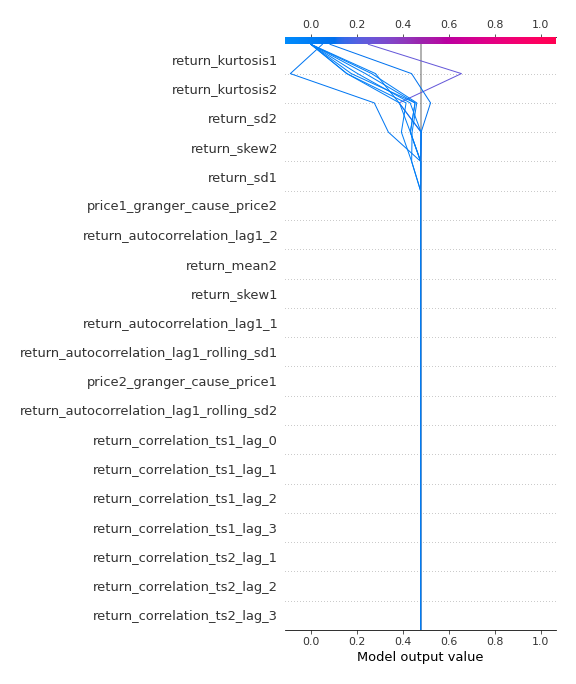 0.0 0.2 0.4 0.6 0.8 1.0
return_kurtosis1
return_kurtosis2
return_sd2
return_skew2
return_sd1
price1_granger_cause_price2
return_autocorrelation_lag1_2
return_mean2
return_skew1
return_autocorrelation_lag1_1
return_autocorrelation_lag1_rolling_sd1
price2_granger_cause_price1
return_autocorrelation_lag1_rolling_sd2
return_correlation_ts1_lag_0
return_correlation_ts1_lag_1
return_correlation_ts1_lag_2
return_correlation_ts1_lag_3
return_correlation_ts2_lag_1
return_correlation_ts2_lag_2
return_correlation_ts2_lag_3
0.0 0.2 0.4 0.6 0.8 1.0
Model output value